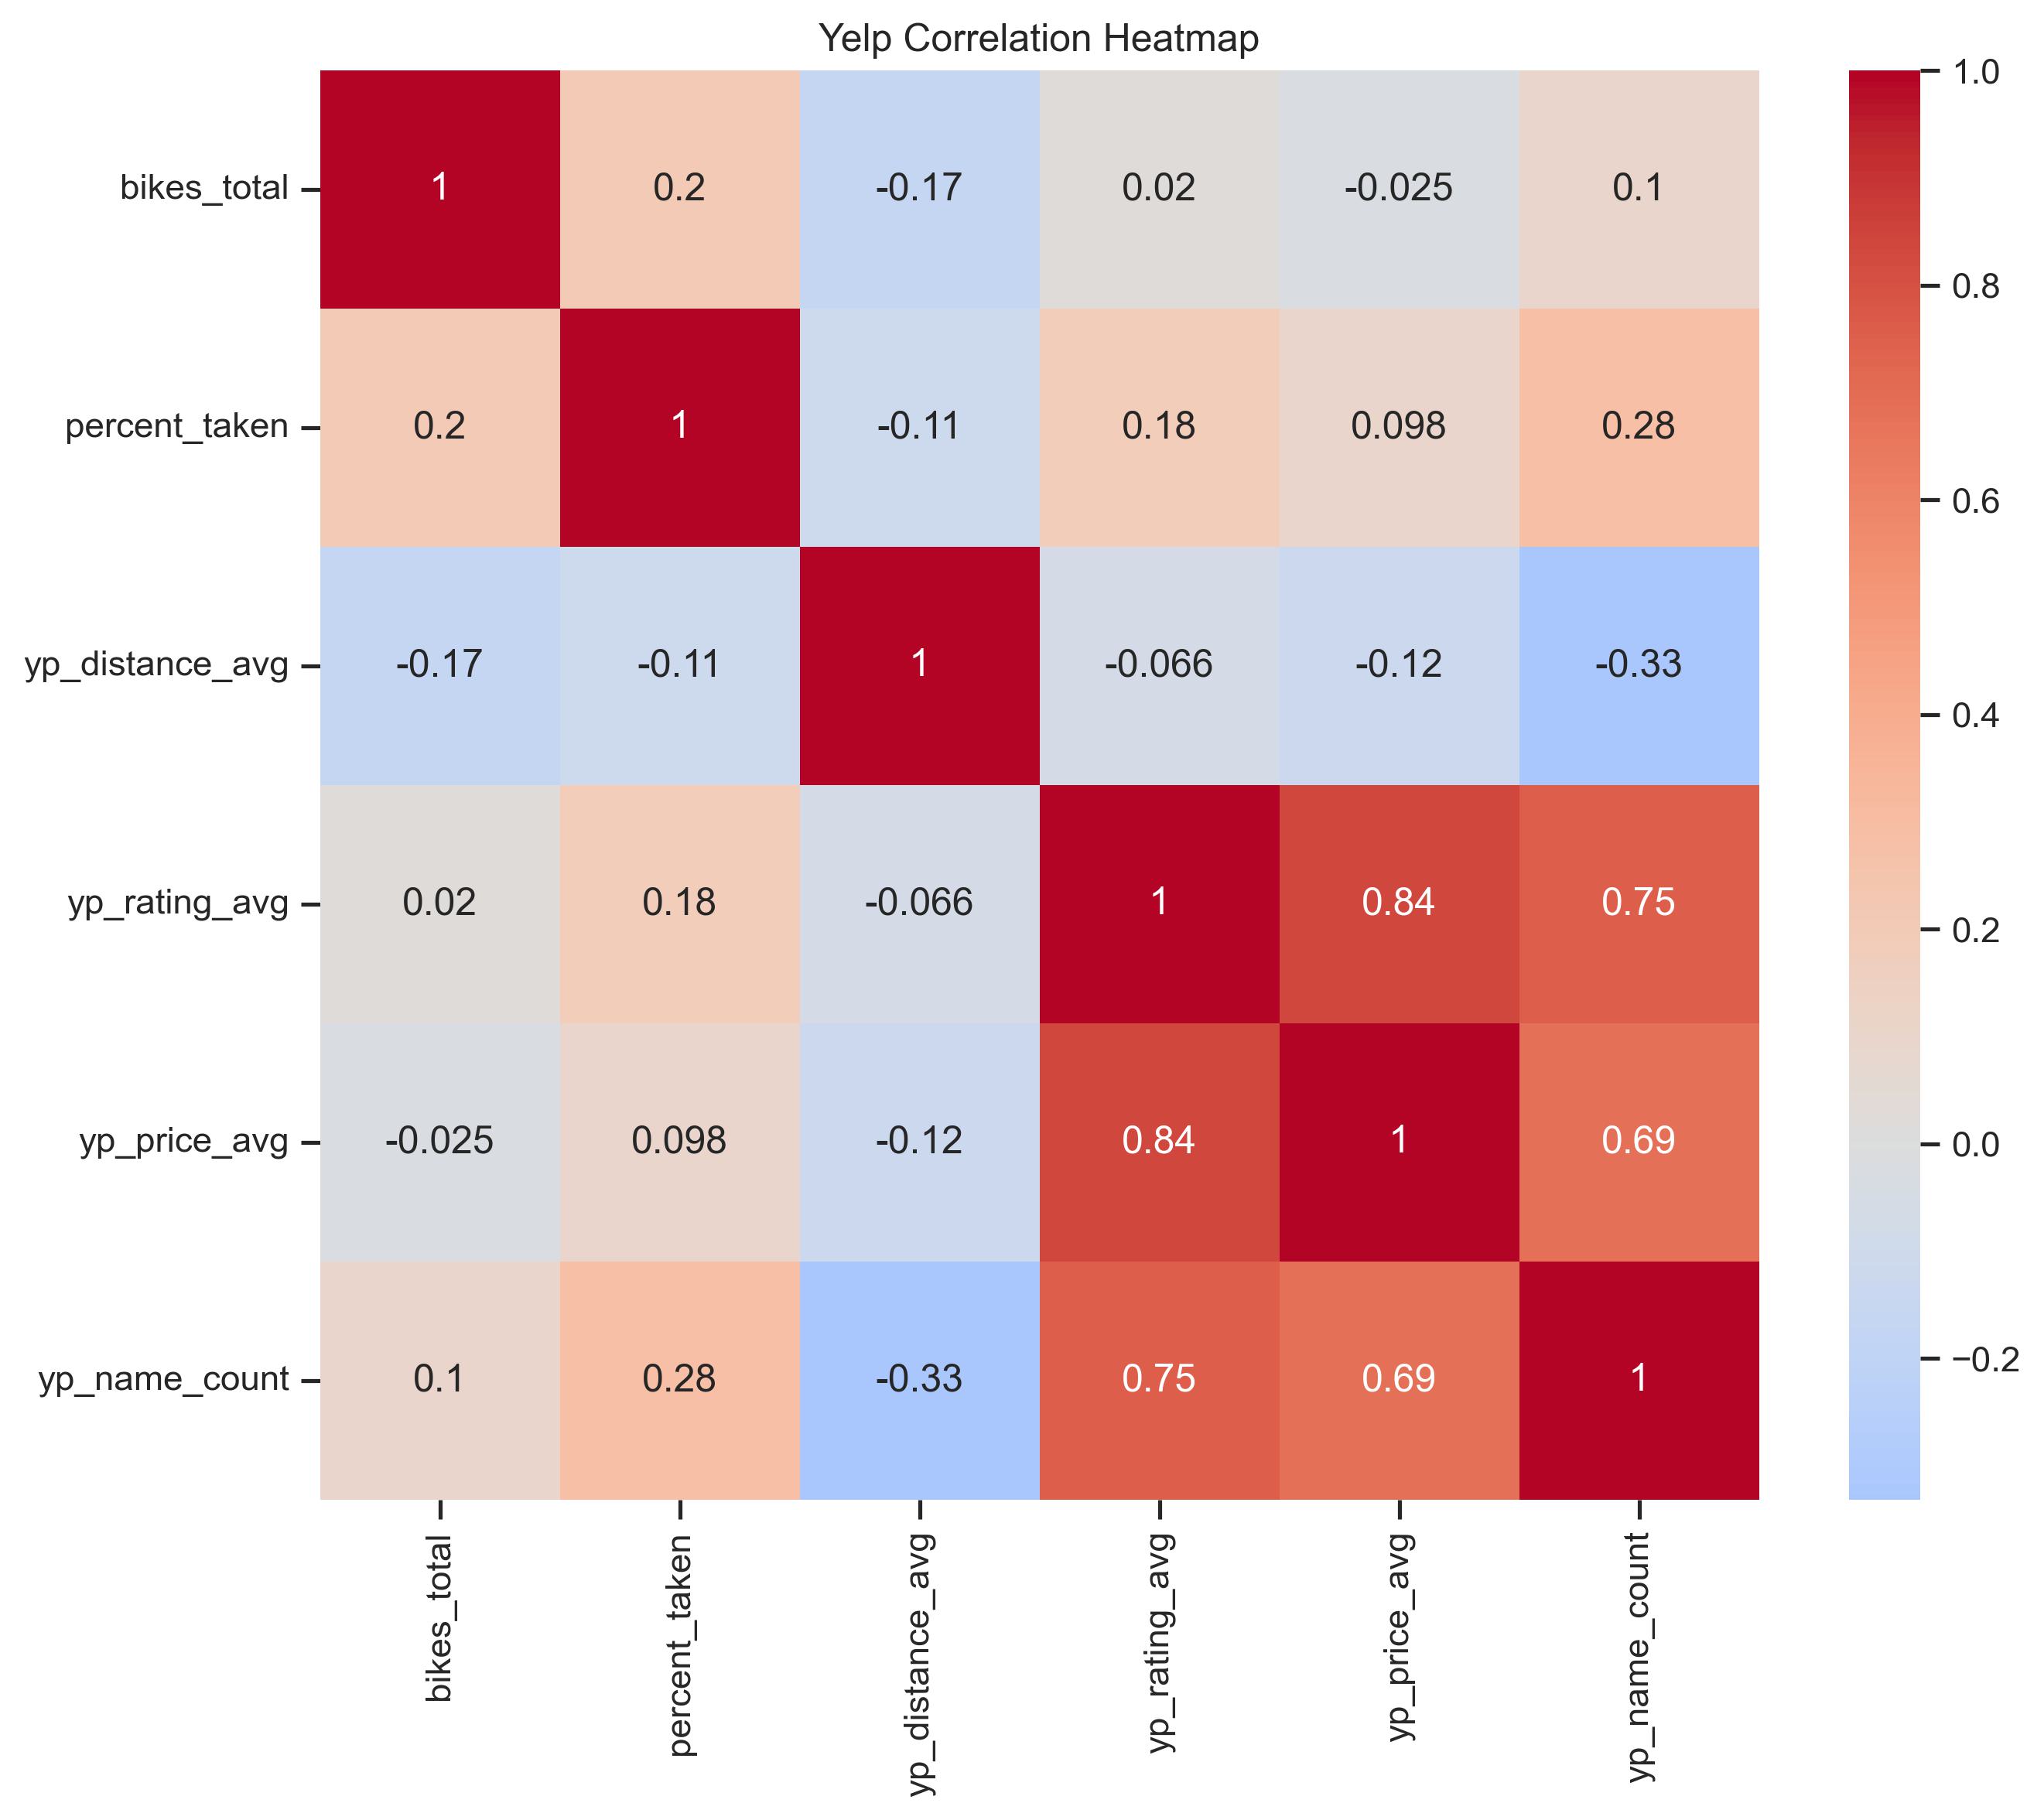 Yelp Correlation Heatmap
bikes_total 1 0.2 -0.17 0.02 -0.025 0.1
percent_taken 0.2 1 -0.11 0.18 0.098 0.28
yp_distance_avg -0.17 -0.11 1 -0.066 -0.12 -0.33
yp_rating_avg 0.02 0.18 -0.066 1 0.84 0.75
yp_price_avg -0.025 0.098 -0.12 0.84 1 0.69
yp_name_count 0.1 0.28 -0.33 0.75 0.69 1
bikes_total
percent_taken
yp_distance_avg
yp_rating_avg
yp_price_avg
yp_name_count
1.0
0.8
0.6
0.4
0.2
0.0
−0.2